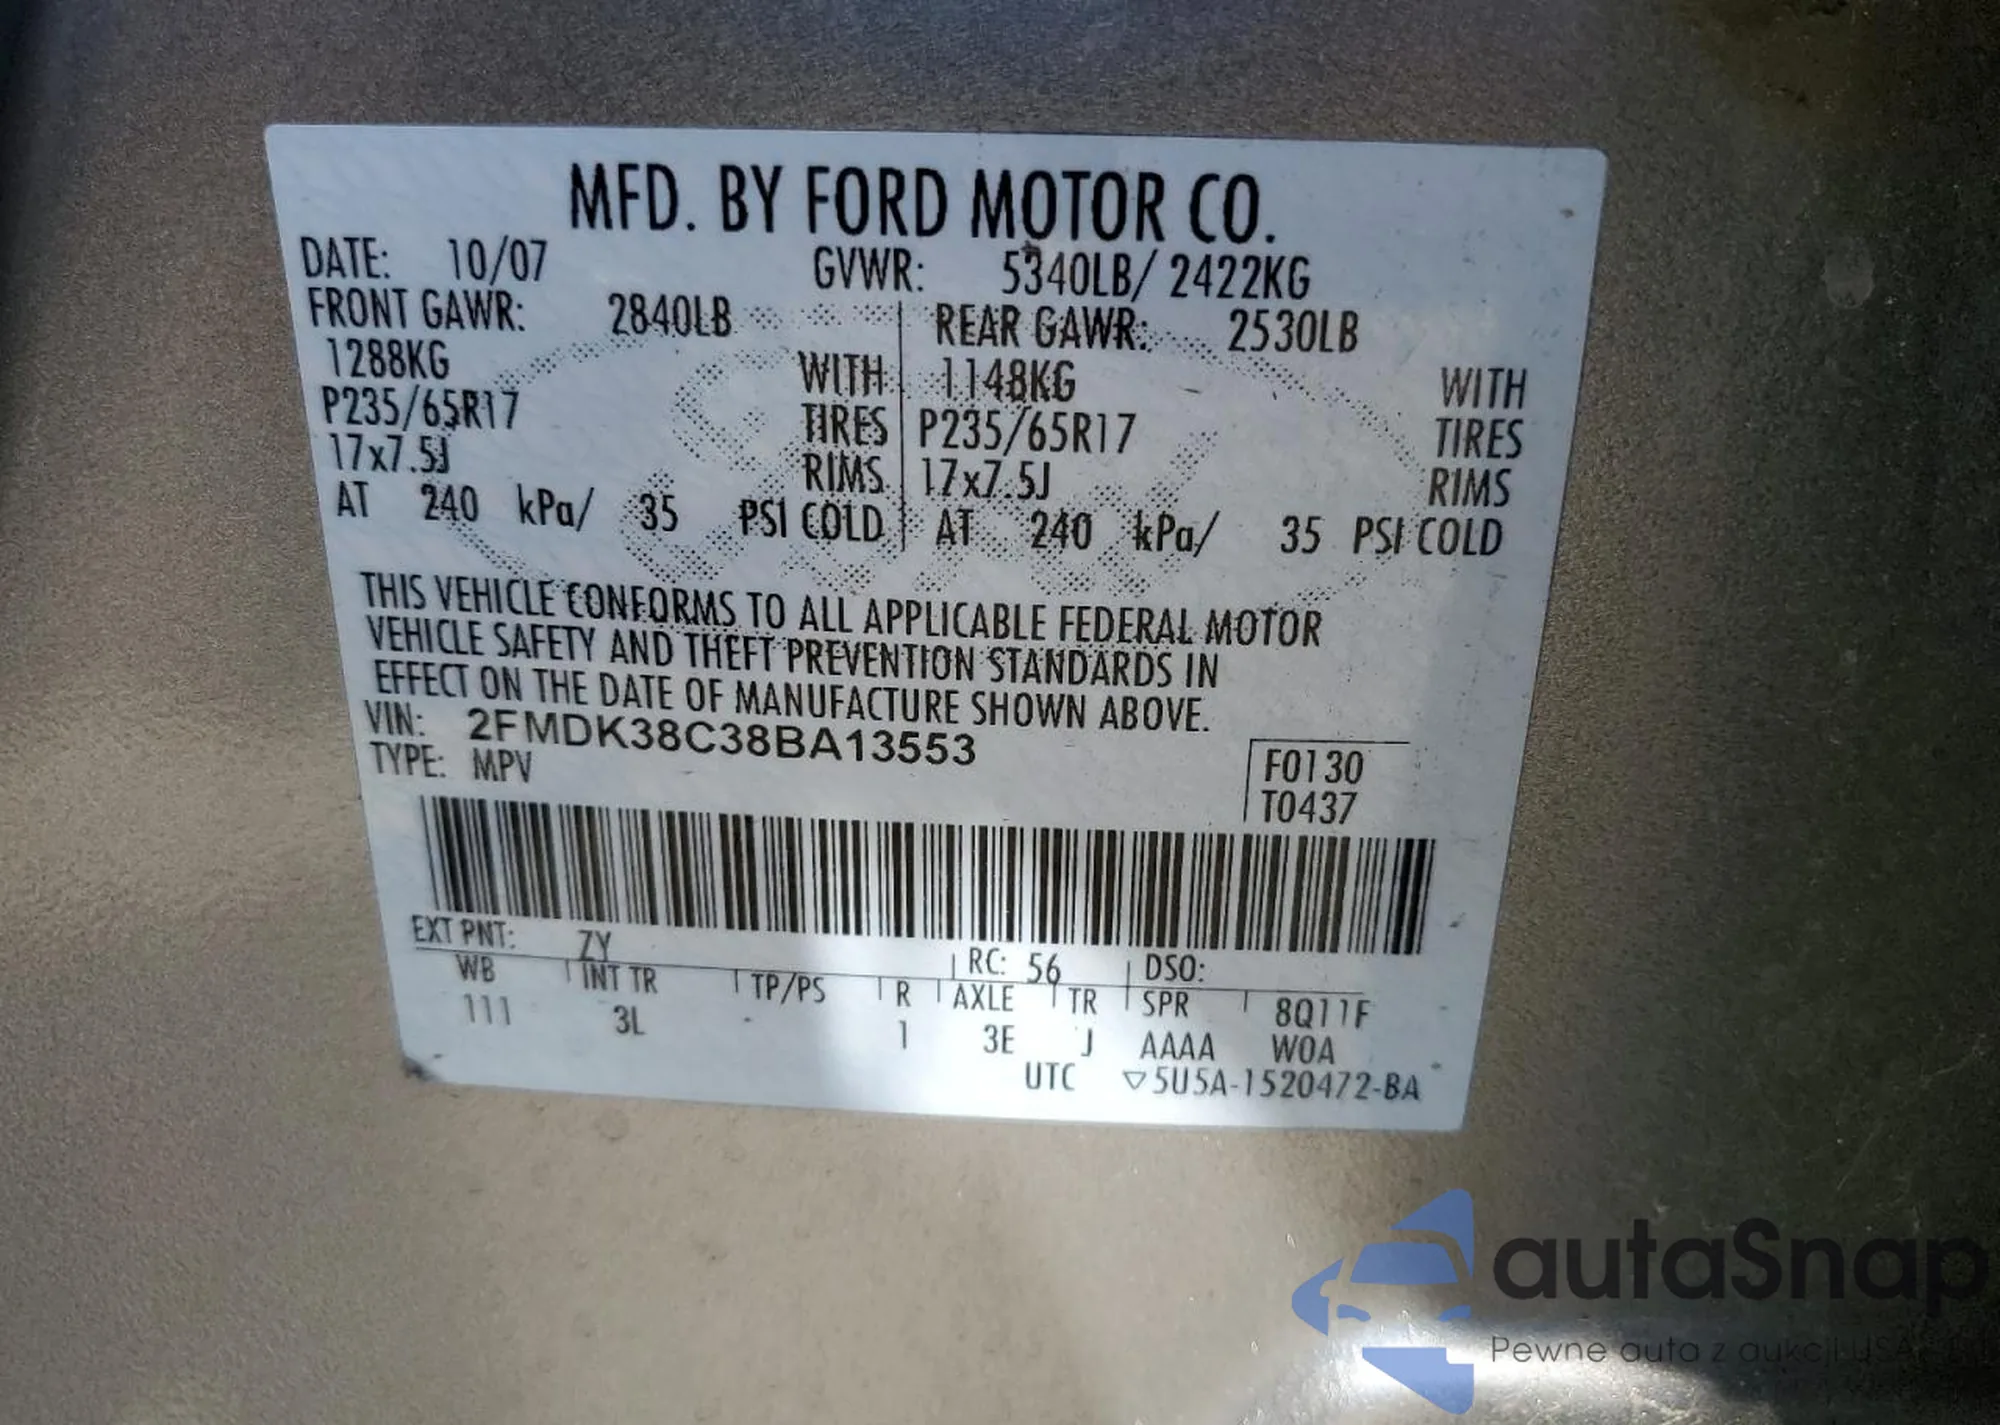 MFD. BY FORD MOTOR CO.
DATE: 10/07 GVWR: 5340LB/ 2422KG
FRONT GAWR: 2840LB REAR GAWR: 2530LB
1288KG WITH 1148KG WITH
P235/65R17 TIRES P235/65R17 TIRES
17x7.5J RIMS 17x7.5J RIMS
AT 240 kPa/ 35 PSI COLD AT 240 kPa/ 35 PSI COLD
THIS VEHICLE CONFORMS TO ALL APPLICABLE FEDERAL MOTOR
VEHICLE SAFETY AND THEFT PREVENTION STANDARDS IN
EFFECT ON THE DATE OF MANUFACTURE SHOWN ABOVE.
VIN: 2FMDK38C38BA13553
TYPE: MPV F0130
T0437
EXT PNT: ZY RC: 56 DSO:
WB INT TR TP/PS R AXLE TR SPR 8Q11F
111 3L 1 3E J AAAA W0A
UTC ▽5U5A-1520472-BA
autaSnap
Pewne auta z aukcji USA